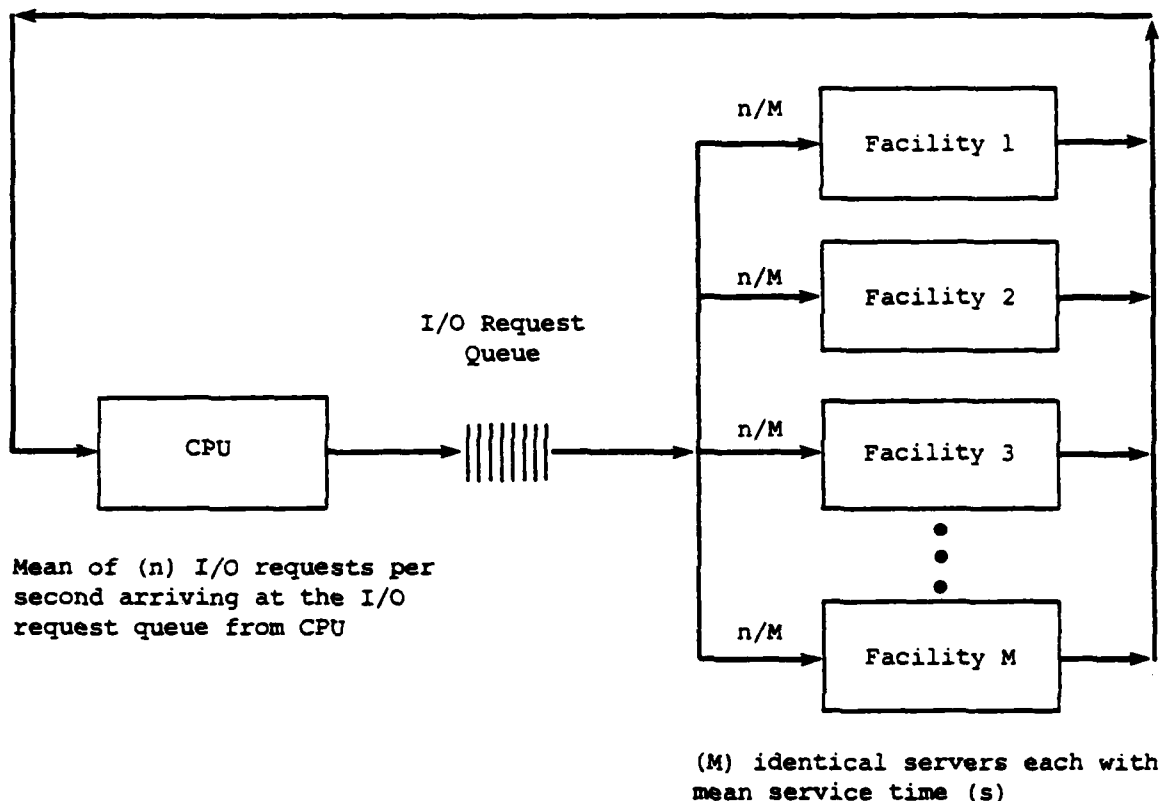 n/M
Facility 1
n/M
Facility 2
I/O Request
Queue
CPU
n/M
Facility 3
Mean of (n) I/O requests per
second arriving at the I/O
request queue from CPU
n/M
Facility M
(M) identical servers each with
mean service time (s)